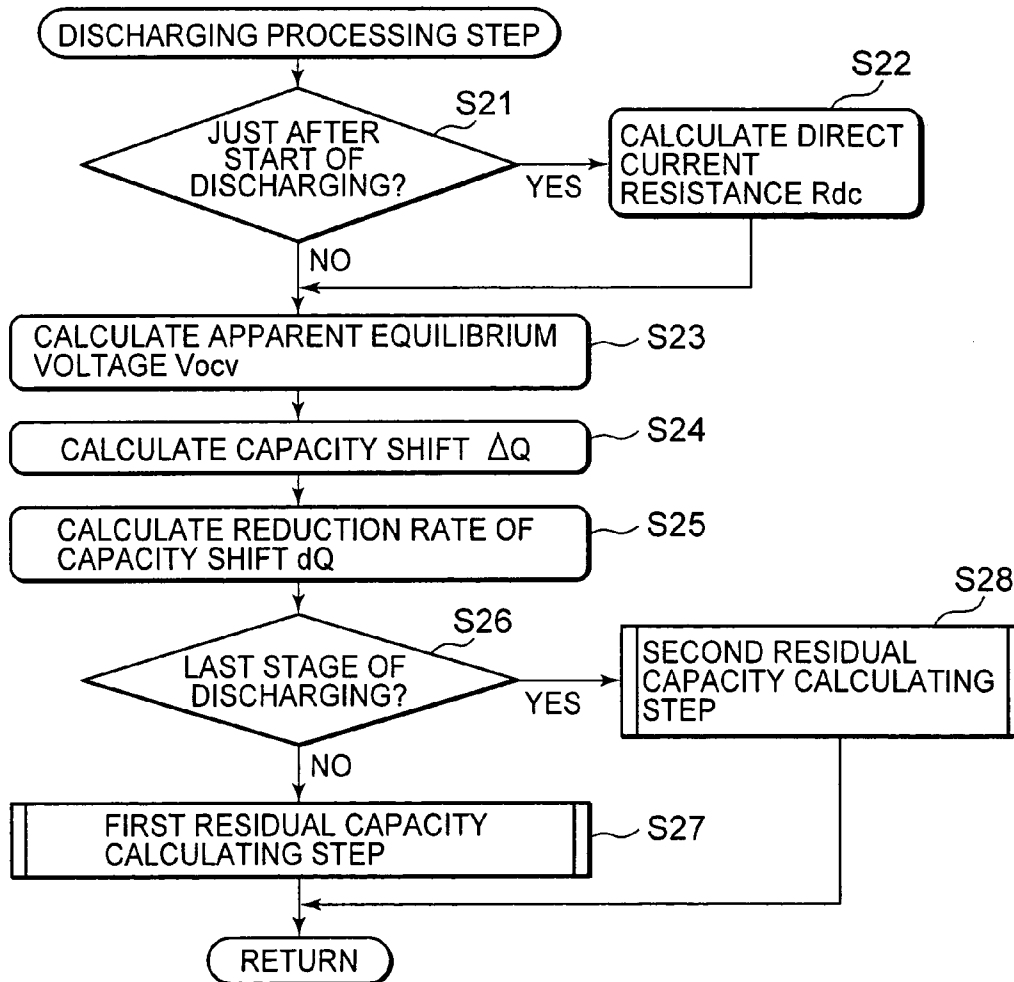 DISCHARGING PROCESSING STEP
S21
JUST AFTER
START OF
DISCHARGING?
YES
NO
S22
CALCULATE DIRECT
CURRENT
RESISTANCE Rdc
CALCULATE APPARENT EQUILIBRIUM
VOLTAGE Vocv
S23
CALCULATE CAPACITY SHIFT ΔQ
S24
CALCULATE REDUCTION RATE OF
CAPACITY SHIFT dQ
S25
S26
LAST STAGE OF
DISCHARGING?
YES
NO
S28
SECOND RESIDUAL
CAPACITY CALCULATING
STEP
FIRST RESIDUAL CAPACITY
CALCULATING STEP
S27
RETURN